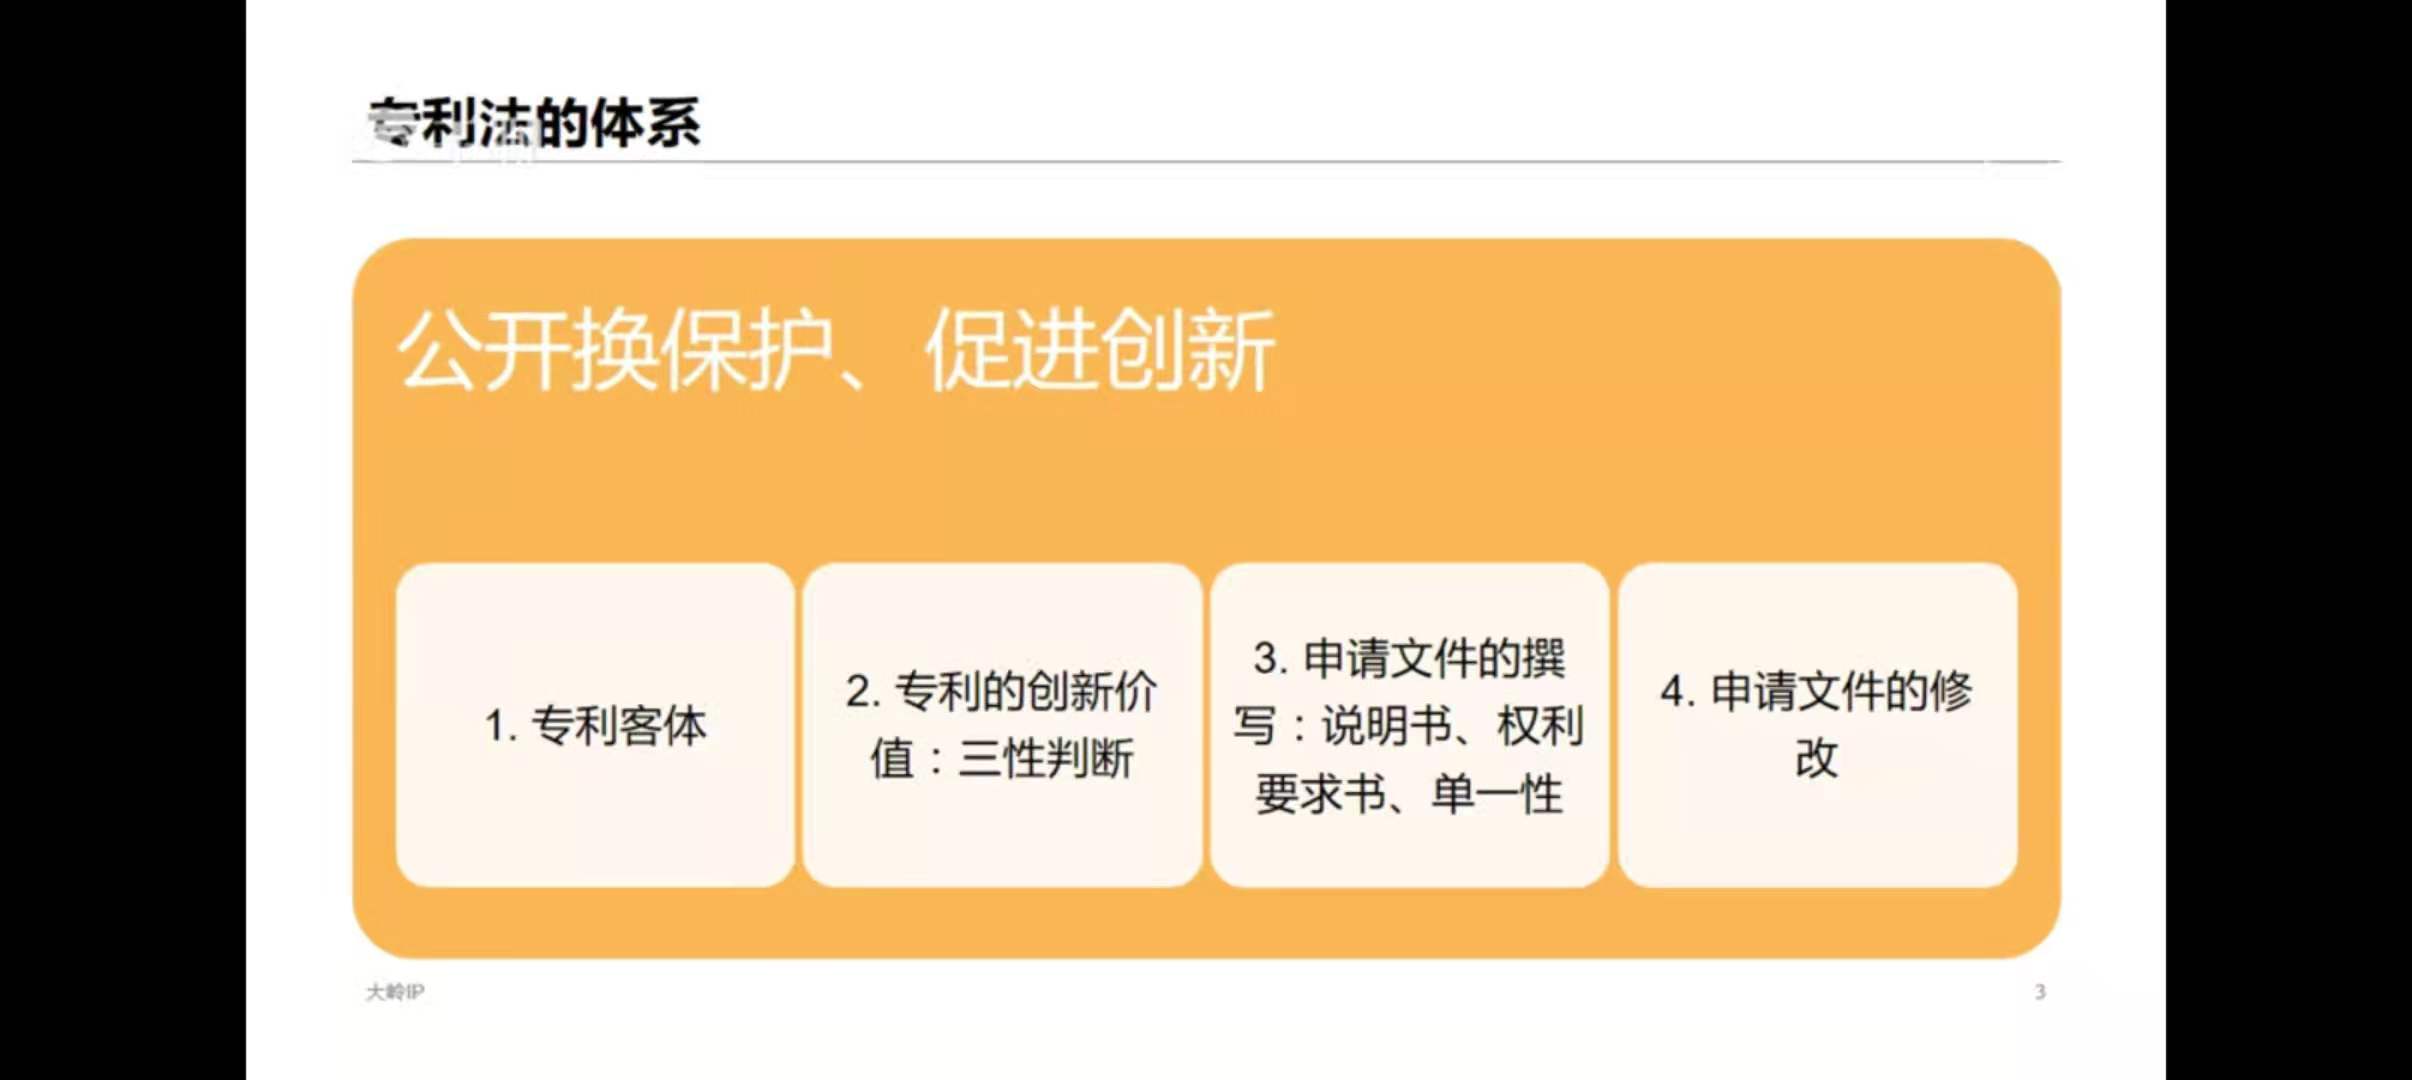 专利法的体系
公开换保护、促进创新
1. 专利客体
2. 专利的创新价
值：三性判断
3. 申请文件的撰
写：说明书、权利
要求书、单一性
4. 申请文件的修
改
大岭IP
3